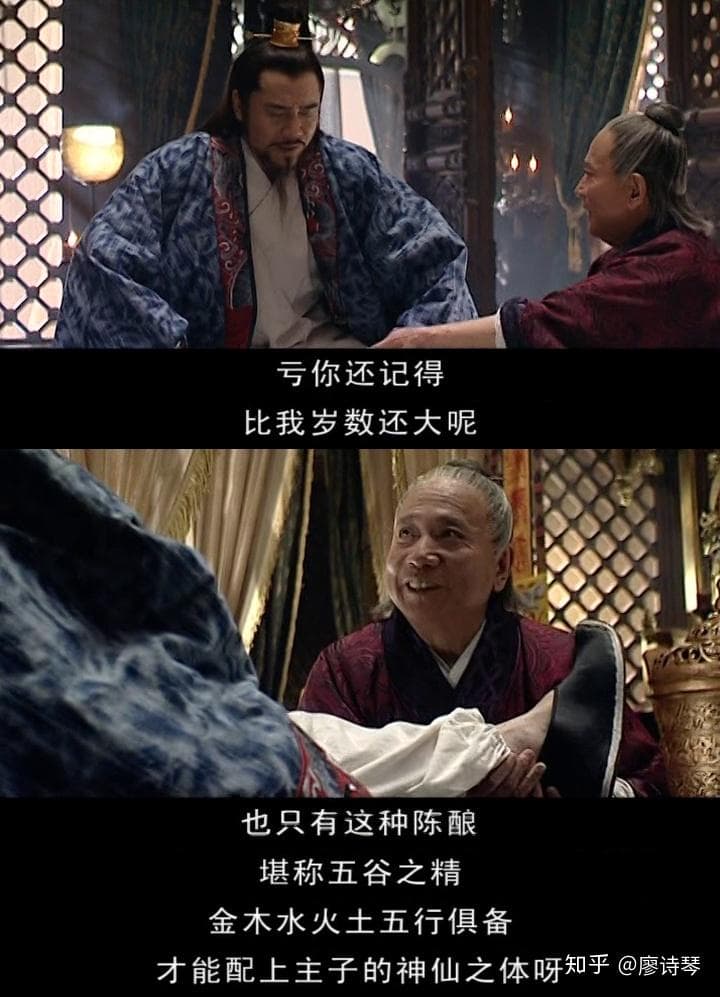 亏你还记得
比我岁数还大呢
也只有这种陈酿
堪称五谷之精
金木水火土五行俱备
才能配上主子的神仙之体呀
知乎 @廖诗琴